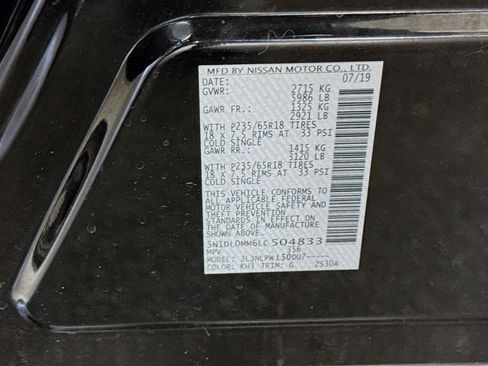 MFD BY NISSAN MOTOR CO., LTD.
DATE: 07/19
GVWR: 2715 KG
5986 LB
GAWR FR.: 1325 KG
2921 LB
WITH P235/65R18 TIRES
18 X 7.5 RIMS AT 33 PSI
COLD SINGLE
GAWR RR.: 1415 KG
3120 LB
WITH P235/65R18 TIRES
18 X 7.5 RIMS AT 33 PSI
COLD SINGLE
THIS VEHICLE CONFORMS TO
ALL APPLICABLE FEDERAL
MOTOR VEHICLE SAFETY AND
THEFT PREVENTION
STANDARDS IN EFFECT ON
THE DATE OF MANUFACTURE
SHOWN ABOVE.
5N1DL0MM6LC504833
MPV 356
MODEL:
COLOR: KH3 TRIM: G 2S30A